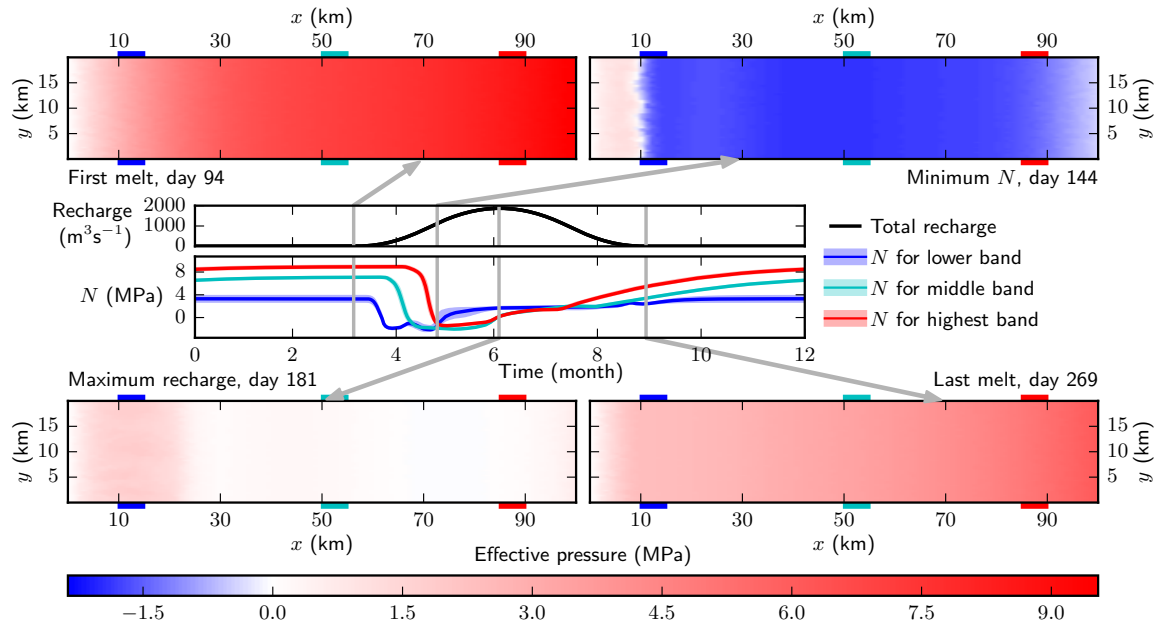 x (km) x (km)
10 30 50 70 90 10 30 50 70 90
15
10
5
y (km)
15
10
5
y (km)
First melt, day 94 Minimum N, day 144
Recharge
(m³s⁻¹)
2000
1000
0
N (MPa)
8
4
0
0 2 4 6 8 10 12
Time (month)
Total recharge
N for lower band
N for middle band
N for highest band
Maximum recharge, day 181 Last melt, day 269
15
10
5
y (km)
15
10
5
y (km)
10 30 50 70 90 10 30 50 70 90
x (km) x (km)
Effective pressure (MPa)
−1.5 0.0 1.5 3.0 4.5 6.0 7.5 9.0